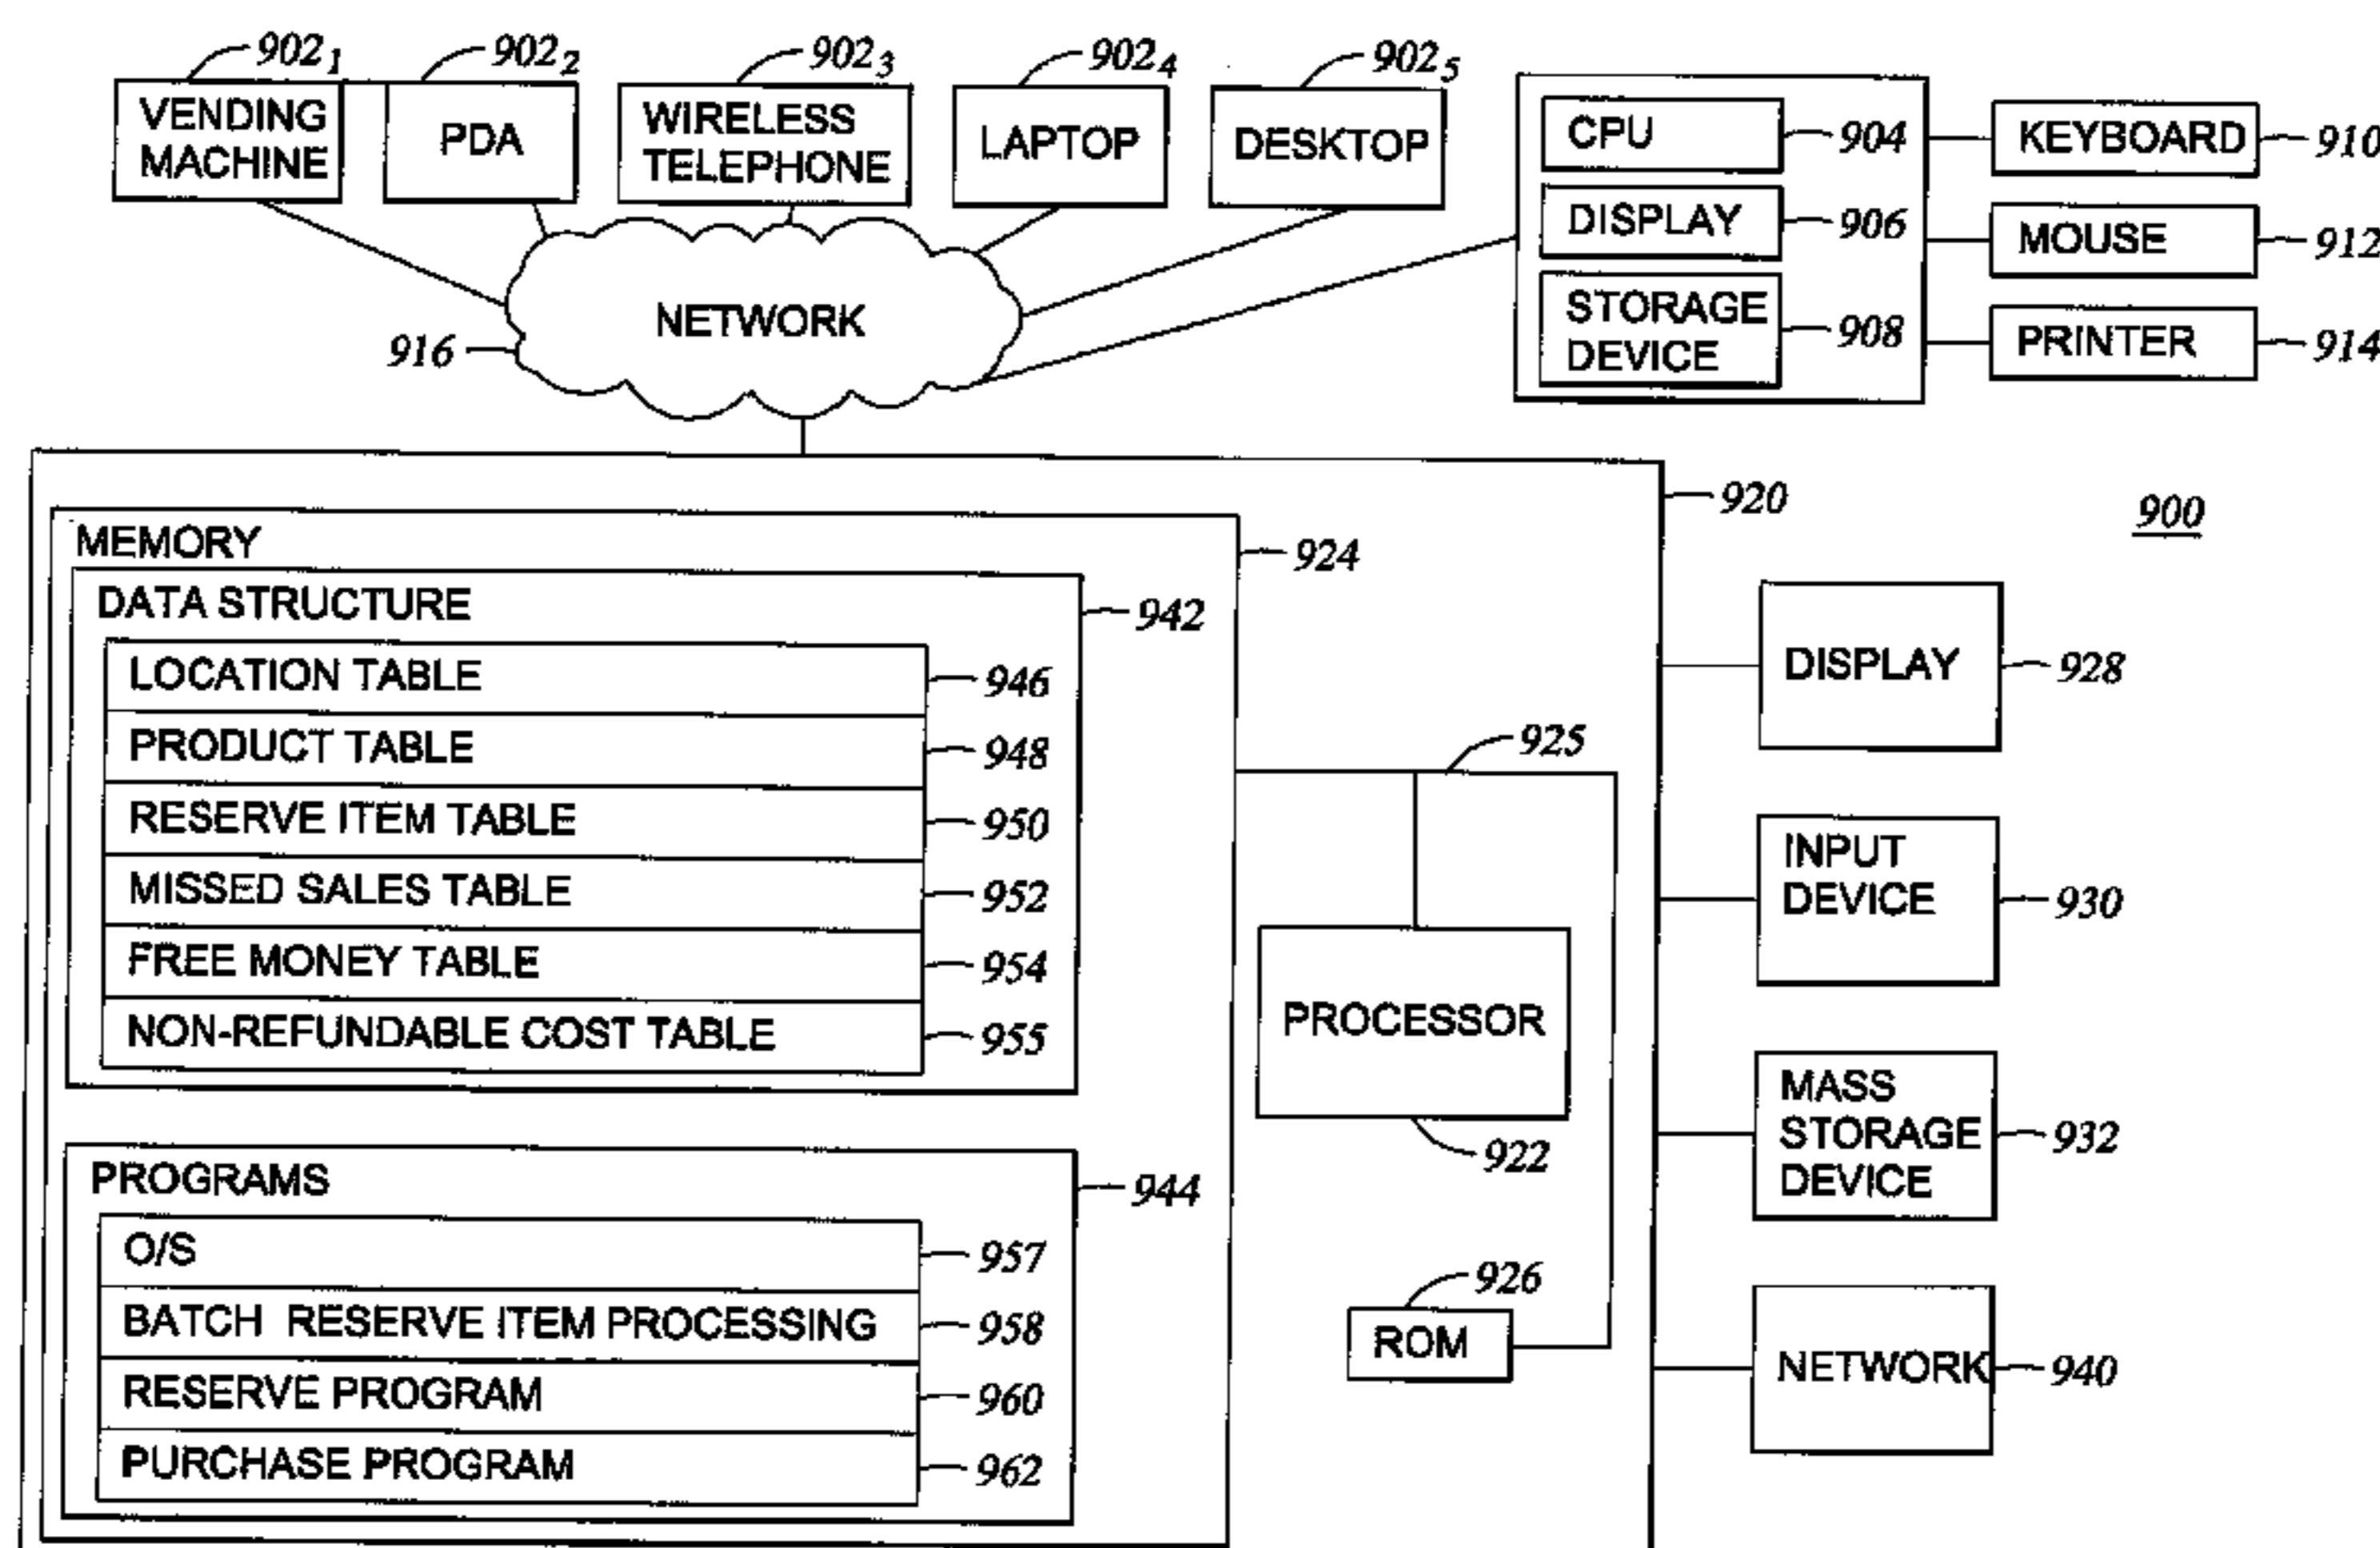 902₁ 902₂ 902₃ 902₄ 902₅
VENDING
MACHINE
PDA
WIRELESS
TELEPHONE
LAPTOP
DESKTOP
CPU 904
DISPLAY 906
STORAGE
DEVICE 908
KEYBOARD 910
MOUSE 912
PRINTER 914
NETWORK
916
920
900
MEMORY 924
DATA STRUCTURE 942
LOCATION TABLE 946
PRODUCT TABLE 948
RESERVE ITEM TABLE 950
MISSED SALES TABLE 952
FREE MONEY TABLE 954
NON-REFUNDABLE COST TABLE 955
PROGRAMS 944
O/S 957
BATCH RESERVE ITEM PROCESSING 958
RESERVE PROGRAM 960
PURCHASE PROGRAM 962
925
PROCESSOR
922
926
ROM
DISPLAY 928
INPUT
DEVICE 930
MASS
STORAGE 932
DEVICE
NETWORK 940